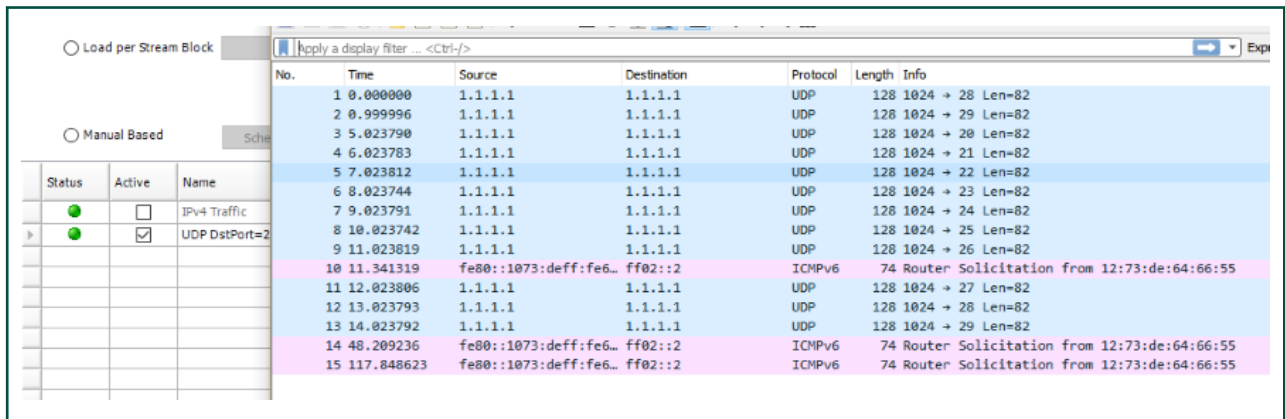 Load per Stream Block
Manual Based
Sche
Status Active Name
IPv4 Traffic
UDP DstPort=2
Apply a display filter ... <Ctrl-/>
Expr
No. Time Source Destination Protocol Length Info
1 0.000000 1.1.1.1 1.1.1.1 UDP 128 1024 → 28 Len=82
2 0.999996 1.1.1.1 1.1.1.1 UDP 128 1024 → 29 Len=82
3 5.023790 1.1.1.1 1.1.1.1 UDP 128 1024 → 20 Len=82
4 6.023783 1.1.1.1 1.1.1.1 UDP 128 1024 → 21 Len=82
5 7.023812 1.1.1.1 1.1.1.1 UDP 128 1024 → 22 Len=82
6 8.023744 1.1.1.1 1.1.1.1 UDP 128 1024 → 23 Len=82
7 9.023791 1.1.1.1 1.1.1.1 UDP 128 1024 → 24 Len=82
8 10.023742 1.1.1.1 1.1.1.1 UDP 128 1024 → 25 Len=82
9 11.023819 1.1.1.1 1.1.1.1 UDP 128 1024 → 26 Len=82
10 11.341319 fe80::1073:deff:fe6… ff02::2 ICMPv6 74 Router Solicitation from 12:73:de:64:66:55
11 12.023806 1.1.1.1 1.1.1.1 UDP 128 1024 → 27 Len=82
12 13.023793 1.1.1.1 1.1.1.1 UDP 128 1024 → 28 Len=82
13 14.023792 1.1.1.1 1.1.1.1 UDP 128 1024 → 29 Len=82
14 48.209236 fe80::1073:deff:fe6… ff02::2 ICMPv6 74 Router Solicitation from 12:73:de:64:66:55
15 117.848623 fe80::1073:deff:fe6… ff02::2 ICMPv6 74 Router Solicitation from 12:73:de:64:66:55